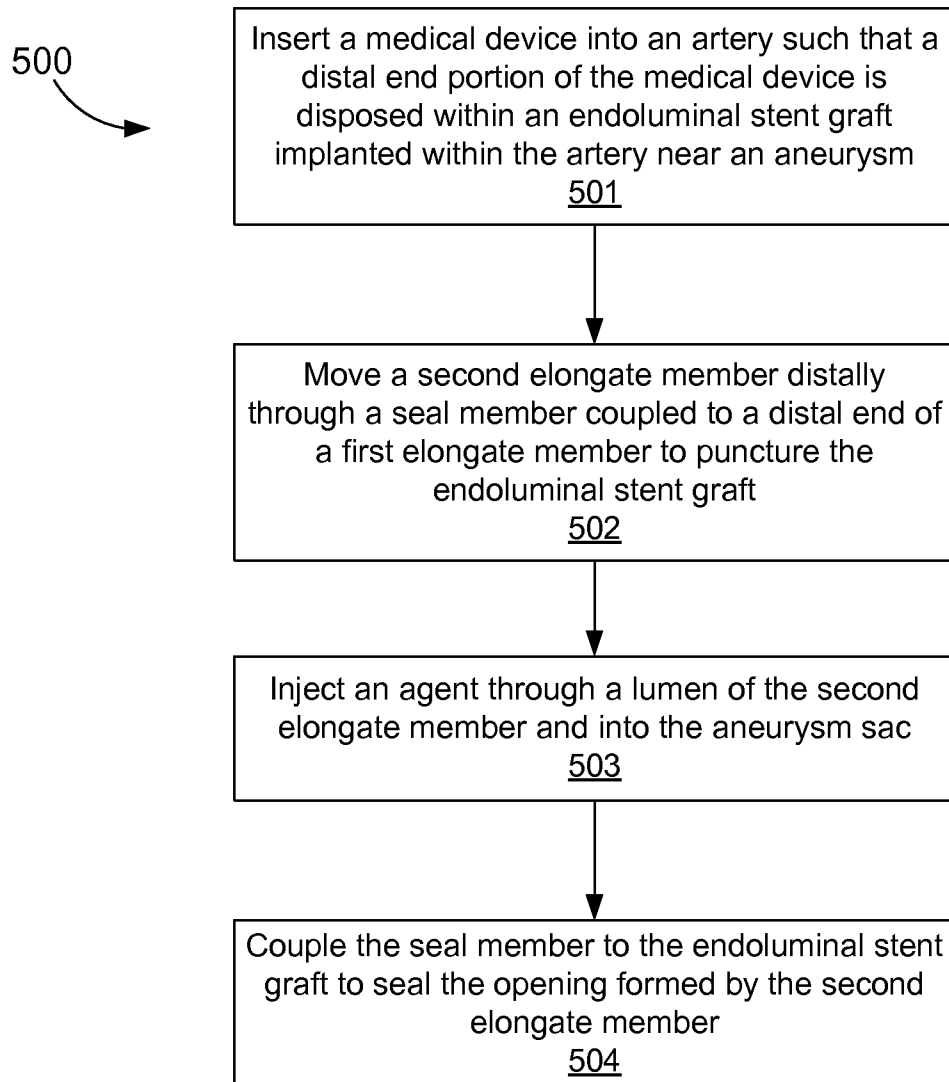 500
Insert a medical device into an artery such that a
distal end portion of the medical device is
disposed within an endoluminal stent graft
implanted within the artery near an aneurysm
501
Move a second elongate member distally
through a seal member coupled to a distal end of
a first elongate member to puncture the
endoluminal stent graft
502
Inject an agent through a lumen of the second
elongate member and into the aneurysm sac
503
Couple the seal member to the endoluminal stent
graft to seal the opening formed by the second
elongate member
504